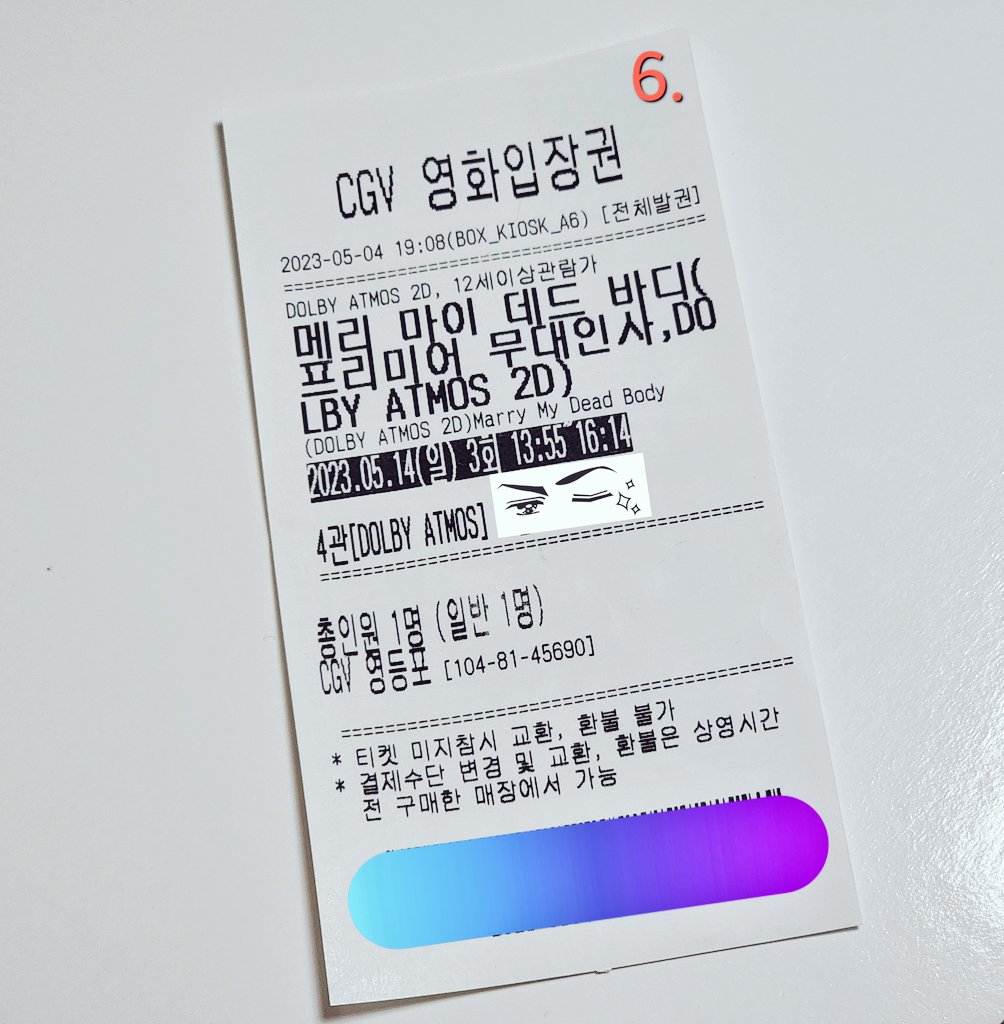 6.
CGV 영화입장권
2023-05-04 19:08(BOX_KIOSK_A6) [전체발권]
DOLBY ATMOS 2D, 12세이상관람가
메리 마이 데드 바디(
프리미어 무대인사,DO
LBY ATMOS 2D)
(DOLBY ATMOS 2D)Marry My Dead Body
2023.05.14(일) 3회 13:55~16:14
4관[DOLBY ATMOS]
총인원 1명 (일반 1명)
CGV 영등포 [104-81-45690]
* 티켓 미지참시 교환, 환불 불가
* 결제수단 변경 및 교환, 환불은 상영시간
전 구매한 매장에서 가능